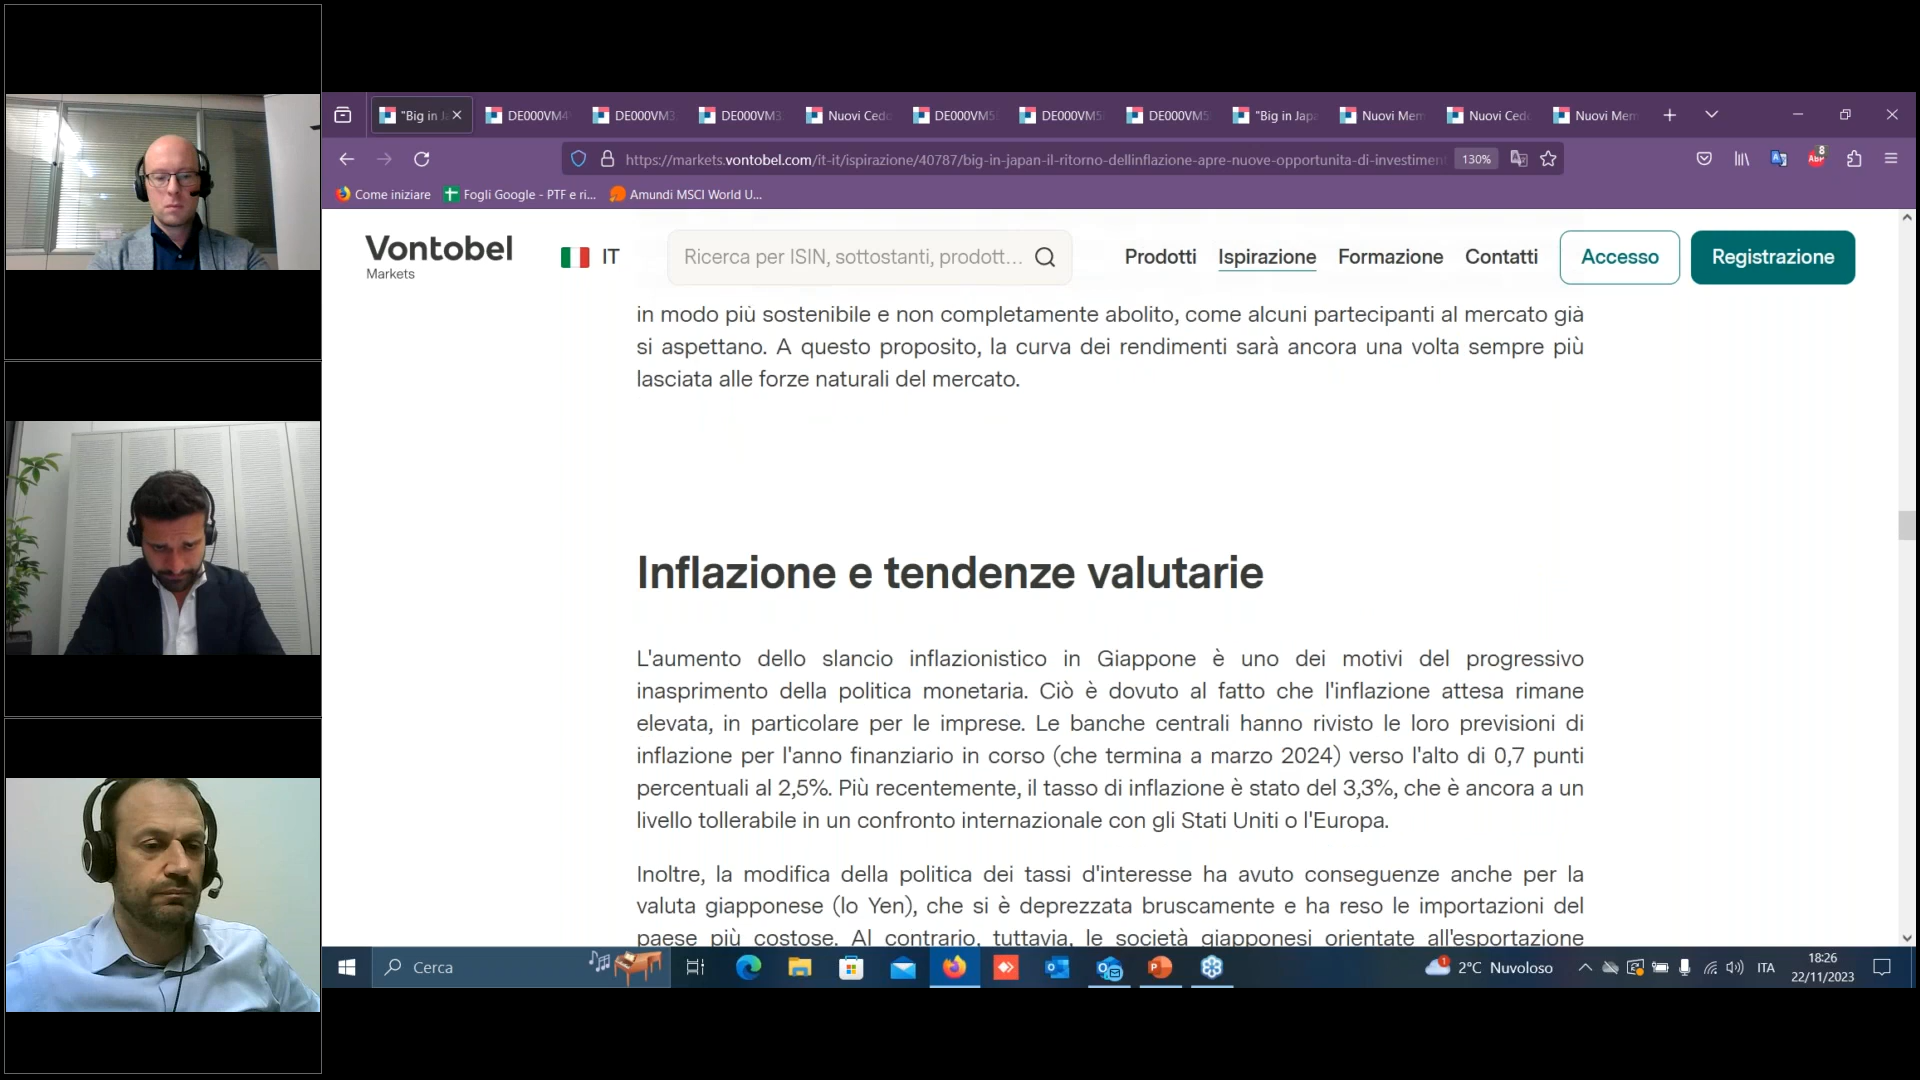 "Big in J
DE000VM4
DE000VM3
DE000VM3
Nuovi Ced
DE000VM5
DE000VM5
DE000VM5
"Big in Japa
Nuovi Mem
Nuovi Ced
Nuovi Mem
https://markets.vontobel.com/it-it/ispirazione/40787/big-in-japan-il-ritorno-dellinflazione-apre-nuove-opportunita-di-investimen
130%
8
ABP
Come iniziare
Fogli Google - PTF e ri...
Amundi MSCI World U...
Vontobel
Markets
IT
Ricerca per ISIN, sottostanti, prodott...
Prodotti
Ispirazione
Formazione
Contatti
Accesso
Registrazione
in modo più sostenibile e non completamente abolito, come alcuni partecipanti al mercato già
si aspettano. A questo proposito, la curva dei rendimenti sarà ancora una volta sempre più
lasciata alle forze naturali del mercato.
Inflazione e tendenze valutarie
L'aumento dello slancio inflazionistico in Giappone è uno dei motivi del progressivo
inasprimento della politica monetaria. Ciò è dovuto al fatto che l'inflazione attesa rimane
elevata, in particolare per le imprese. Le banche centrali hanno rivisto le loro previsioni di
inflazione per l'anno finanziario in corso (che termina a marzo 2024) verso l'alto di 0,7 punti
percentuali al 2,5%. Più recentemente, il tasso di inflazione è stato del 3,3%, che è ancora a un
livello tollerabile in un confronto internazionale con gli Stati Uniti o l'Europa.
Inoltre, la modifica della politica dei tassi d'interesse ha avuto conseguenze anche per la
valuta giapponese (lo Yen), che si è deprezzata bruscamente e ha reso le importazioni del
paese più costose. Al contrario, tuttavia, le società giapponesi orientate all'esportazione
Cerca
1
2°C Nuvoloso
ITA
18:26
22/11/2023